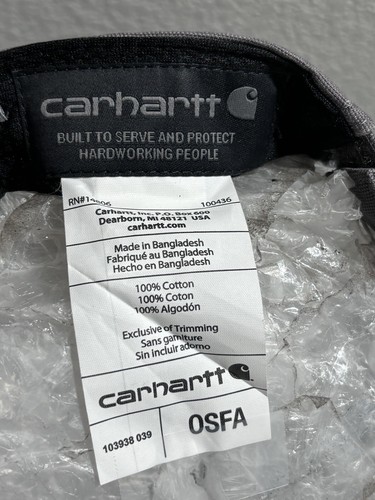 carhartt
BUILT TO SERVE AND PROTECT
HARDWORKING PEOPLE
RN#14806 100436
Carhartt, Inc. P.O. Box 600
Dearborn, MI 48121 USA
carhartt.com
Made in Bangladesh
Fabriqué au Bangladesh
Hecho en Bangladesh
100% Cotton
100% Coton
100% Algodón
Exclusive of Trimming
Sans garniture
Sin incluir adorno
carhartt
103938 039
OSFA